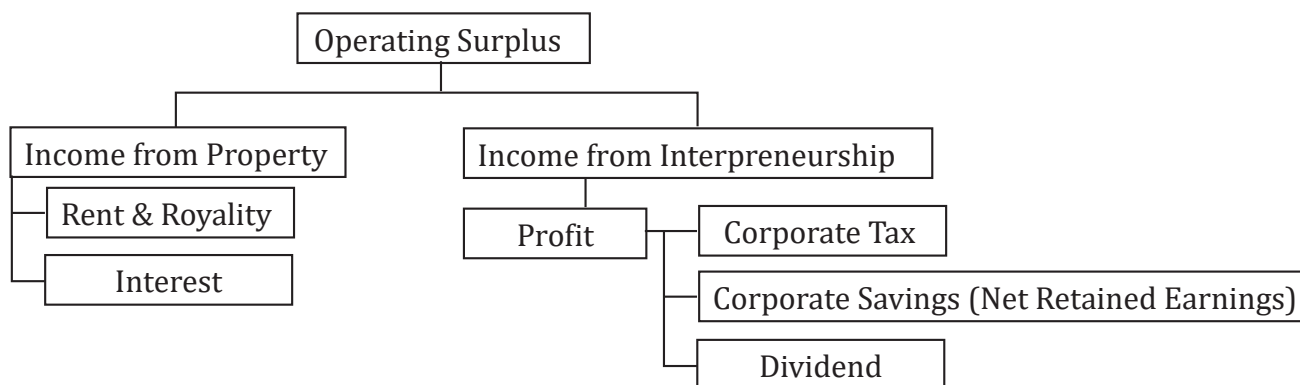 Operating Surplus
Income from Property
Income from Interpreneurship
Rent & Royality
Profit
Corporate Tax
Interest
Corporate Savings (Net Retained Earnings)
Dividend